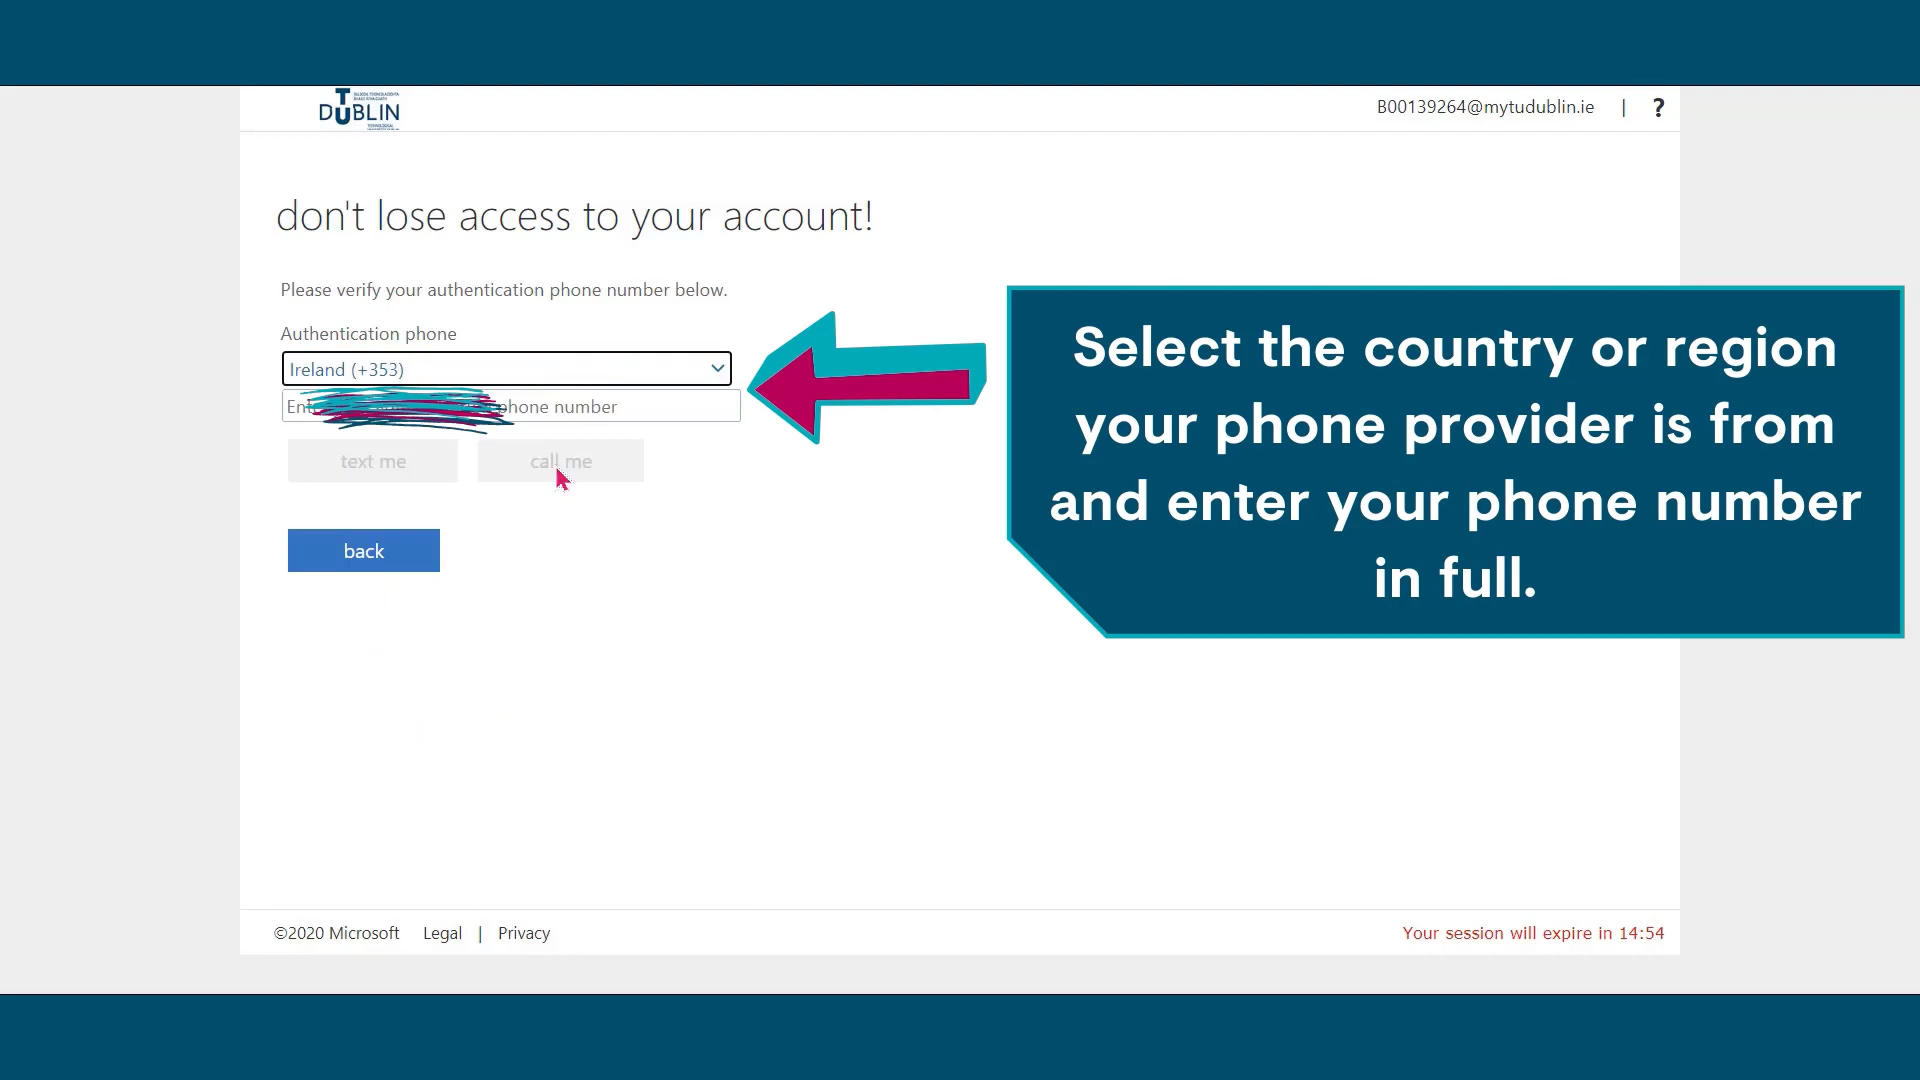 DUBLIN
B00139264@mytudublin.ie | ?
don't lose access to your account!
Please verify your authentication phone number below.
Authentication phone
Ireland (+353)
phone number
text me
call me
back
Select the country or region
your phone provider is from
and enter your phone number
in full.
©2020 Microsoft Legal | Privacy
Your session will expire in 14:54